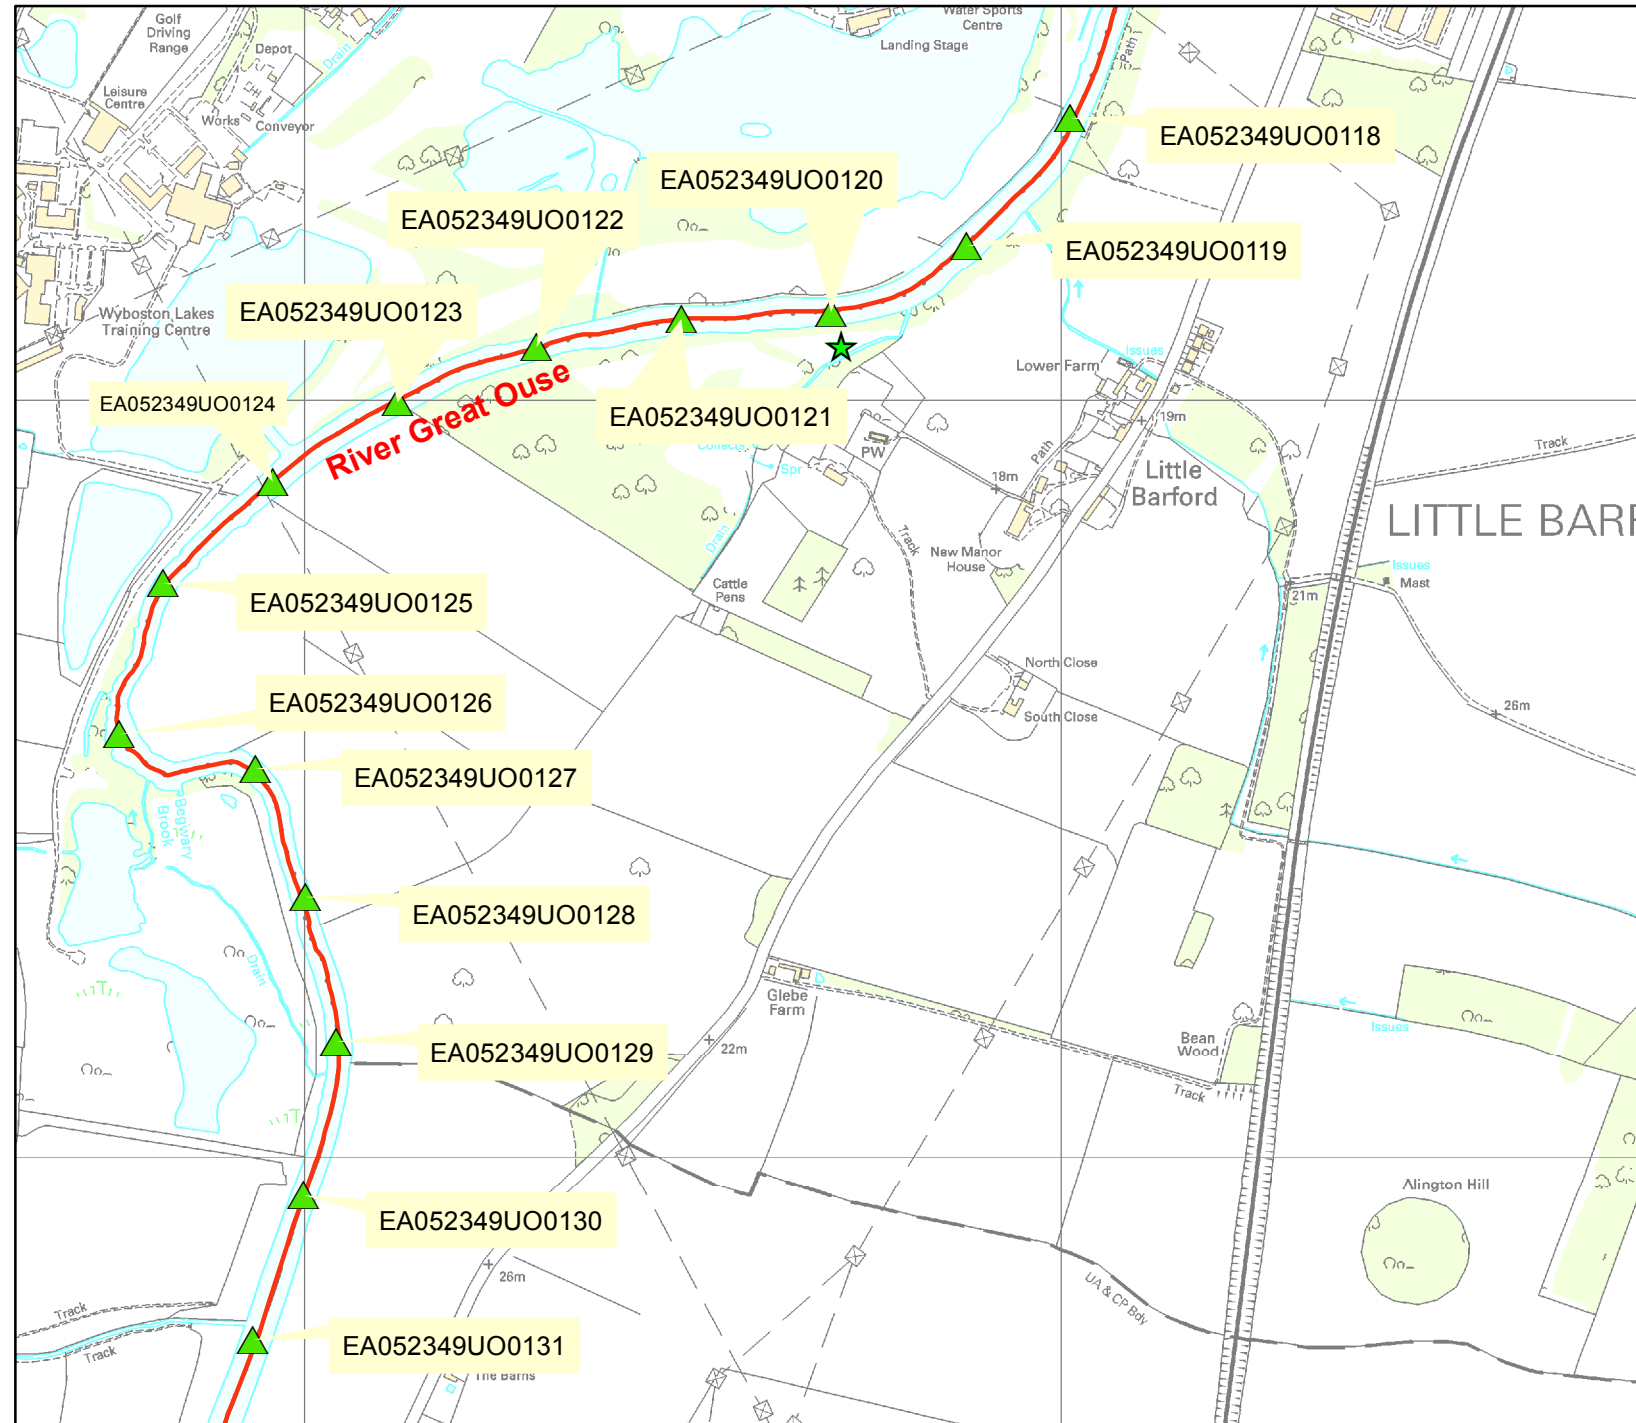 Golf
Driving
Range
Water Sports
Centre
Landing Stage
Depot
Drain
Path
D
Leisure
Centre
Works
Conveyor
EA052349UO0118
EA052349UO0120
EA052349UO0122
EA052349UO0119
EA052349UO0123
Wyboston Lakes
Training Centre
Issues
Lower Farm
River Great Ouse
EA052349UO0124
EA052349UO0121
19m
Collects
PW
Path
Track
Spr
18m
Little
Barford
Drain
Track
LITTLE BARF
New Manor
House
Issues
Mast
Cattle
Pens
21m
EA052349UO0125
North Close
EA052349UO0126
26m
South Close
EA052349UO0127
Begwary
Brook
EA052349UO0128
Drain
Glebe
Farm
D
Issues
EA052349UO0129
22m
Bean
Wood
Track
Alington Hill
EA052349UO0130
26m
UA & CP Bdy
Track
Track
EA052349UO0131
The Barns
D